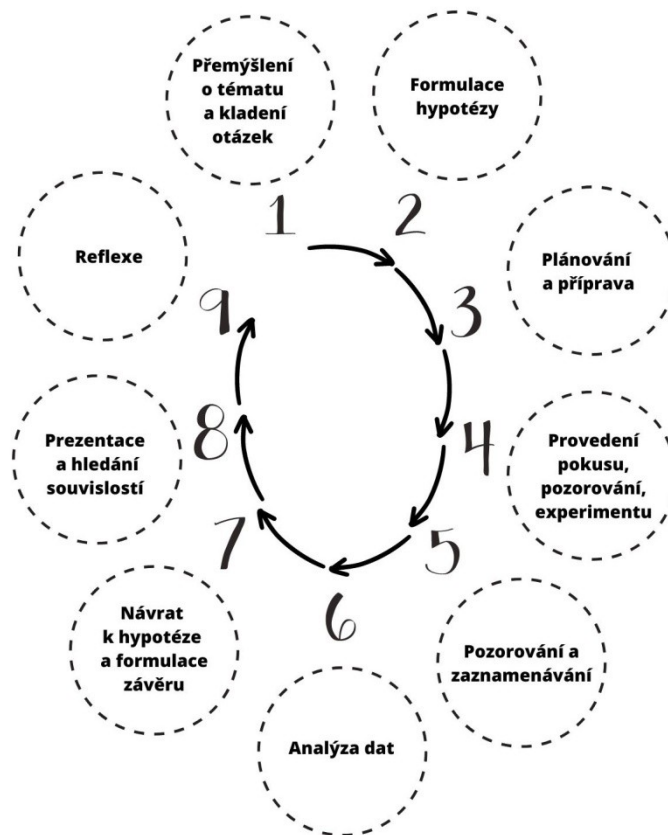 1
Přemýšlení
o tématu
a kladení
otázek
2
Formulace
hypotézy
3
Plánování
a příprava
4
Provedení
pokusu,
pozorování,
experimentu
5
Pozorování a
zaznamenávání
6
Analýza dat
7
Návrat
k hypotéze
a formulace
závěru
8
Prezentace
a hledání
souvislostí
9
Reflexe